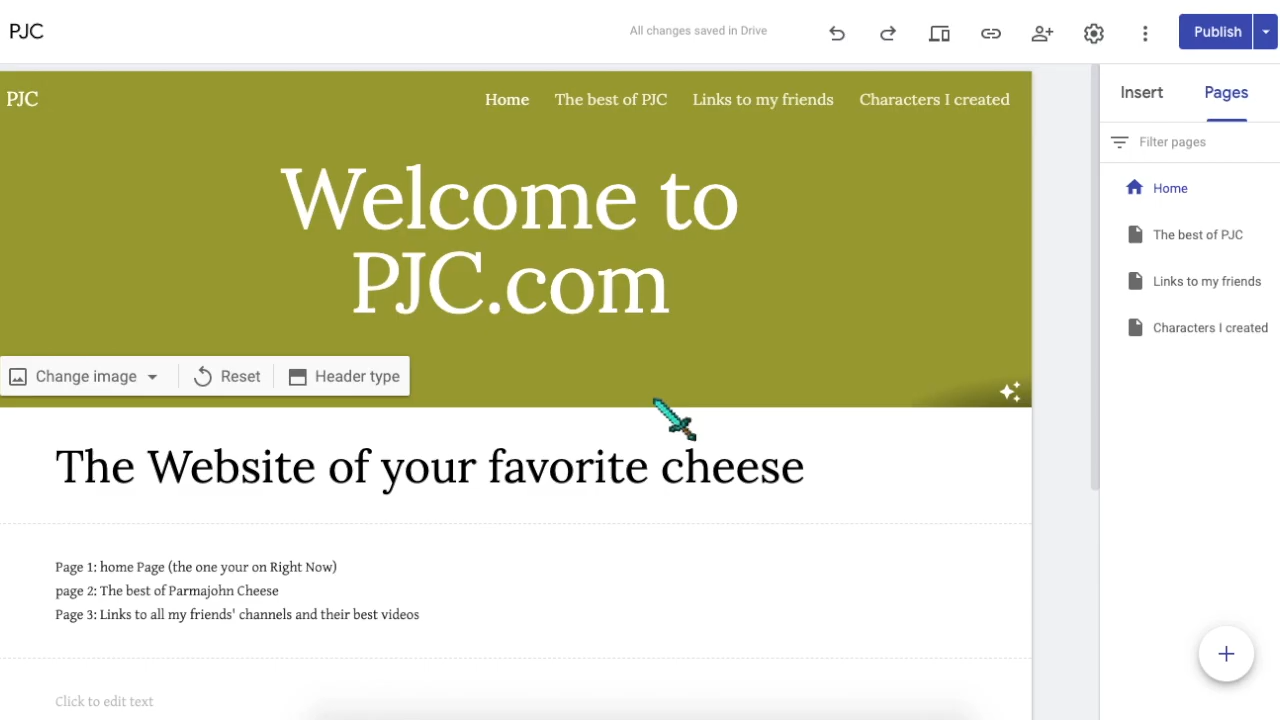 PJC
All changes saved in Drive
Publish
PJC
Home
The best of PJC
Links to my friends
Characters I created
Welcome to
PJC.com
Change image
Reset
Header type
The Website of your favorite cheese
Page 1: home Page (the one your on Right Now)
page 2: The best of Parmajohn Cheese
Page 3: Links to all my friends' channels and their best videos
Click to edit text
Insert
Pages
Filter pages
Home
The best of PJC
Links to my friends
Characters I created